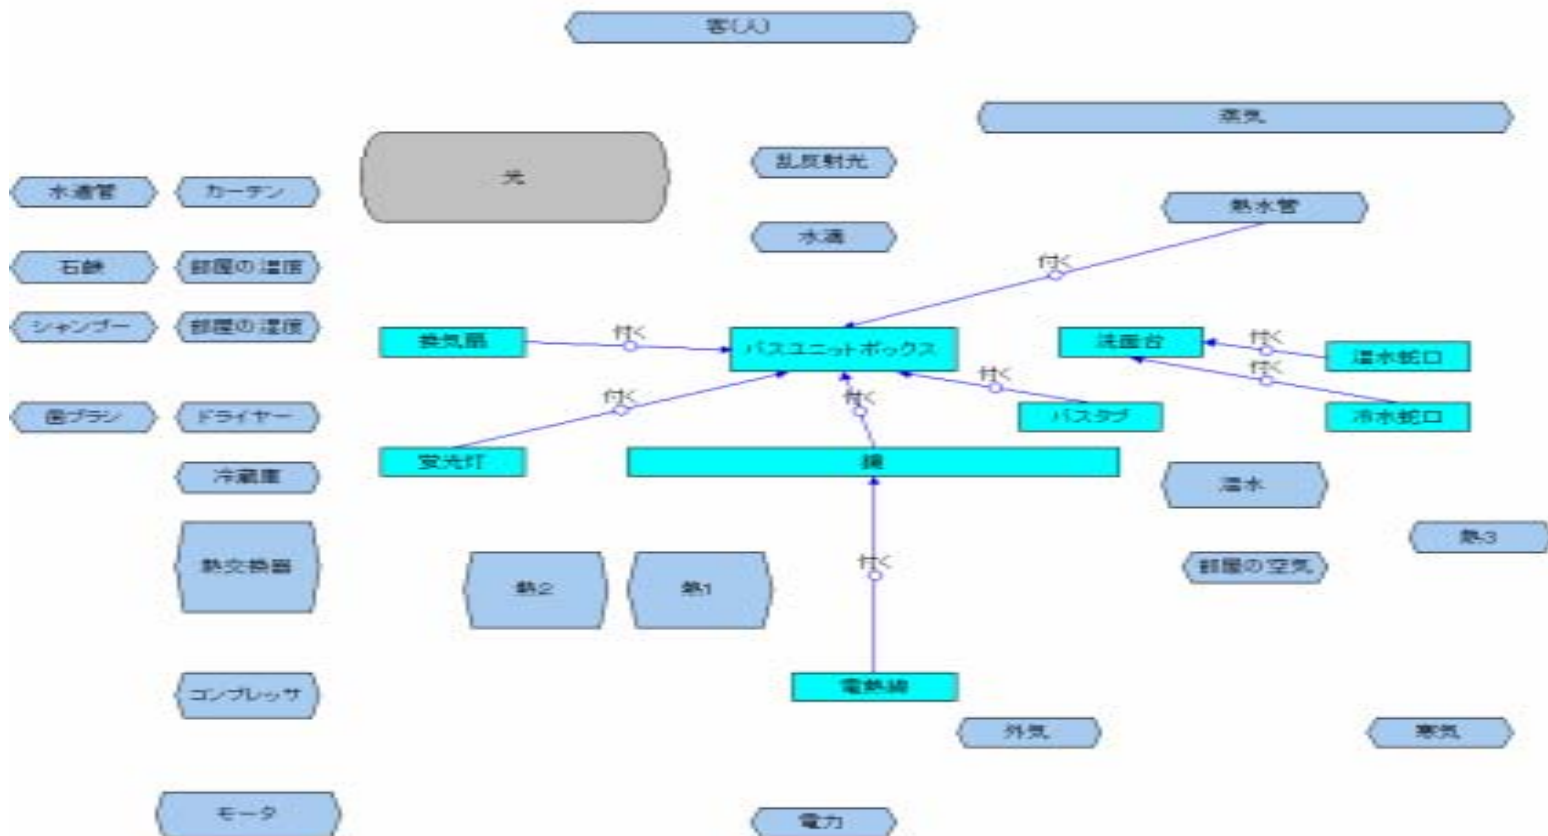 客(人)
蒸気
光
乱反射光
水道管
カーテン
熱水管
水滴
付く
石鹸
部屋の温度
シャンプー
部屋の湿度
換気扇
付く
バスユニットボックス
洗面台
付く
温水蛇口
付く
付く
付く
付く
歯ブラシ
ドライヤー
バスタブ
冷水蛇口
蛍光灯
鏡
冷蔵庫
温水
熱3
熱交換器
付く
部屋の空気
熱2
熱1
コンプレッサ
電熱線
外気
寒気
モータ
電力